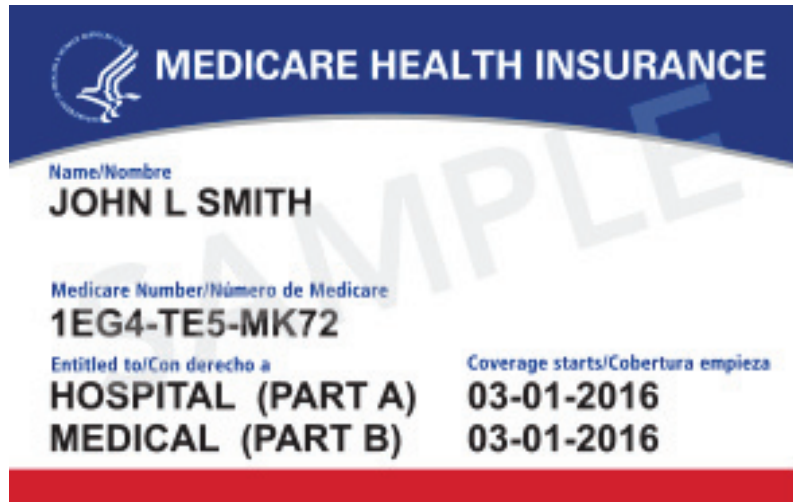 MEDICARE HEALTH INSURANCE
Name/Nombre
JOHN L SMITH
Medicare Number/Número de Medicare
1EG4-TE5-MK72
Entitled to/Con derecho a Coverage starts/Cobertura empieza
HOSPITAL (PART A) 03-01-2016
MEDICAL (PART B) 03-01-2016
SAMPLE